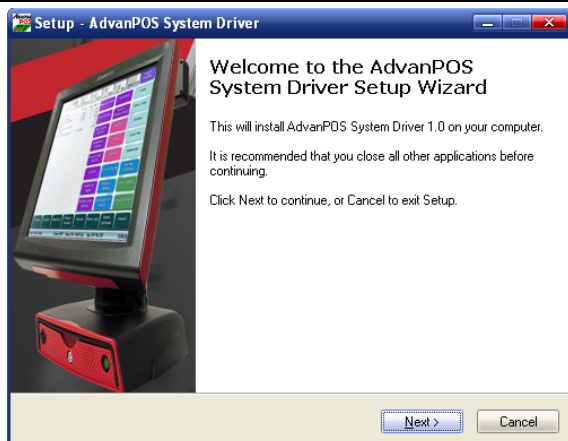 Setup - AdvanPOS System Driver
Welcome to the AdvanPOS
System Driver Setup Wizard
This will install AdvanPOS System Driver 1.0 on your computer.
It is recommended that you close all other applications before
continuing.
Click Next to continue, or Cancel to exit Setup.
Next >
Cancel